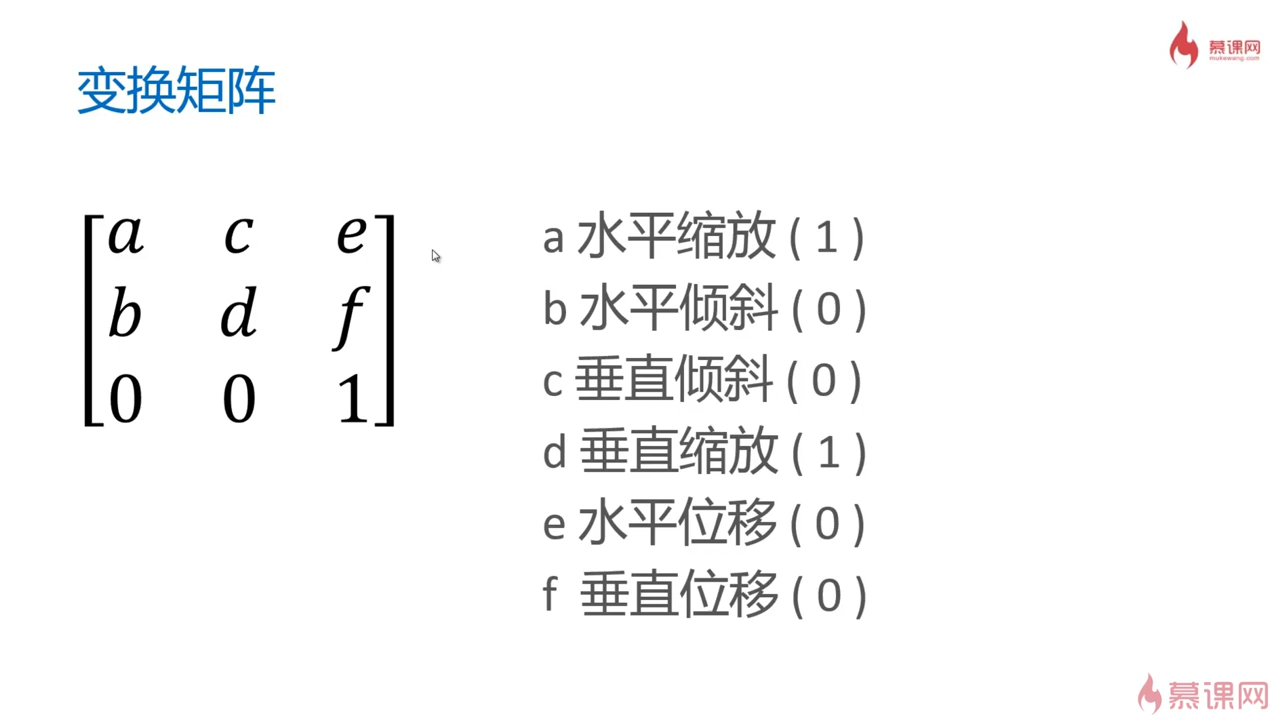 慕课网
mukewang.com
变换矩阵
a c e
b d f
0 0 1
a 水平缩放 ( 1 )
b 水平倾斜 ( 0 )
c 垂直倾斜 ( 0 )
d 垂直缩放 ( 1 )
e 水平位移 ( 0 )
f 垂直位移 ( 0 )
慕课网